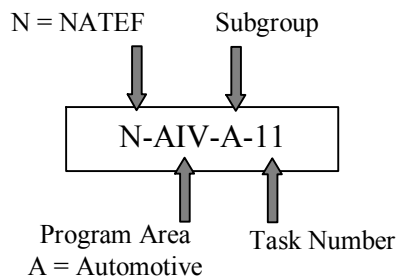 N = NATEF Subgroup
N-AIV-A-11
Program Area Task Number
A = Automotive